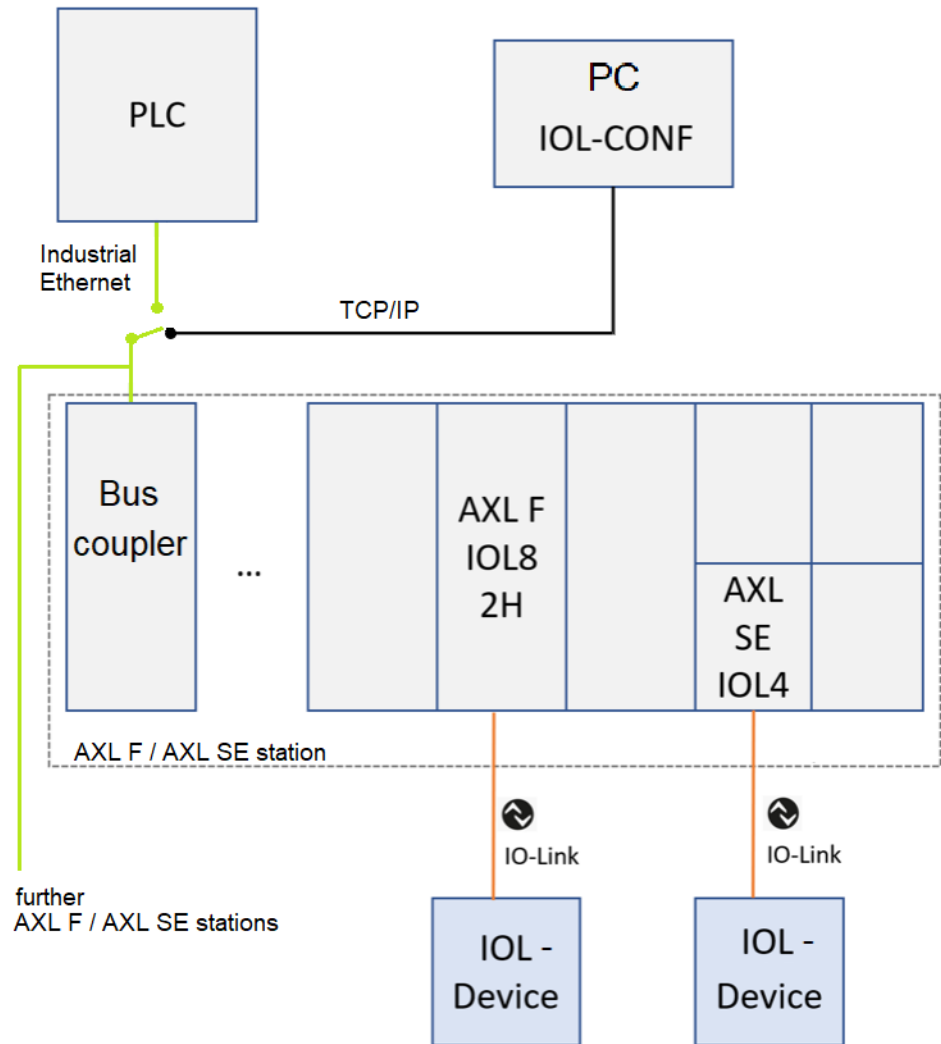 PLC
PC
IOL-CONF
Industrial
Ethernet
TCP/IP
Bus
coupler
...
AXL F
IOL8
2H
AXL
SE
IOL4
AXL F / AXL SE station
IO-Link
IO-Link
further
AXL F / AXL SE stations
IOL -
Device
IOL -
Device